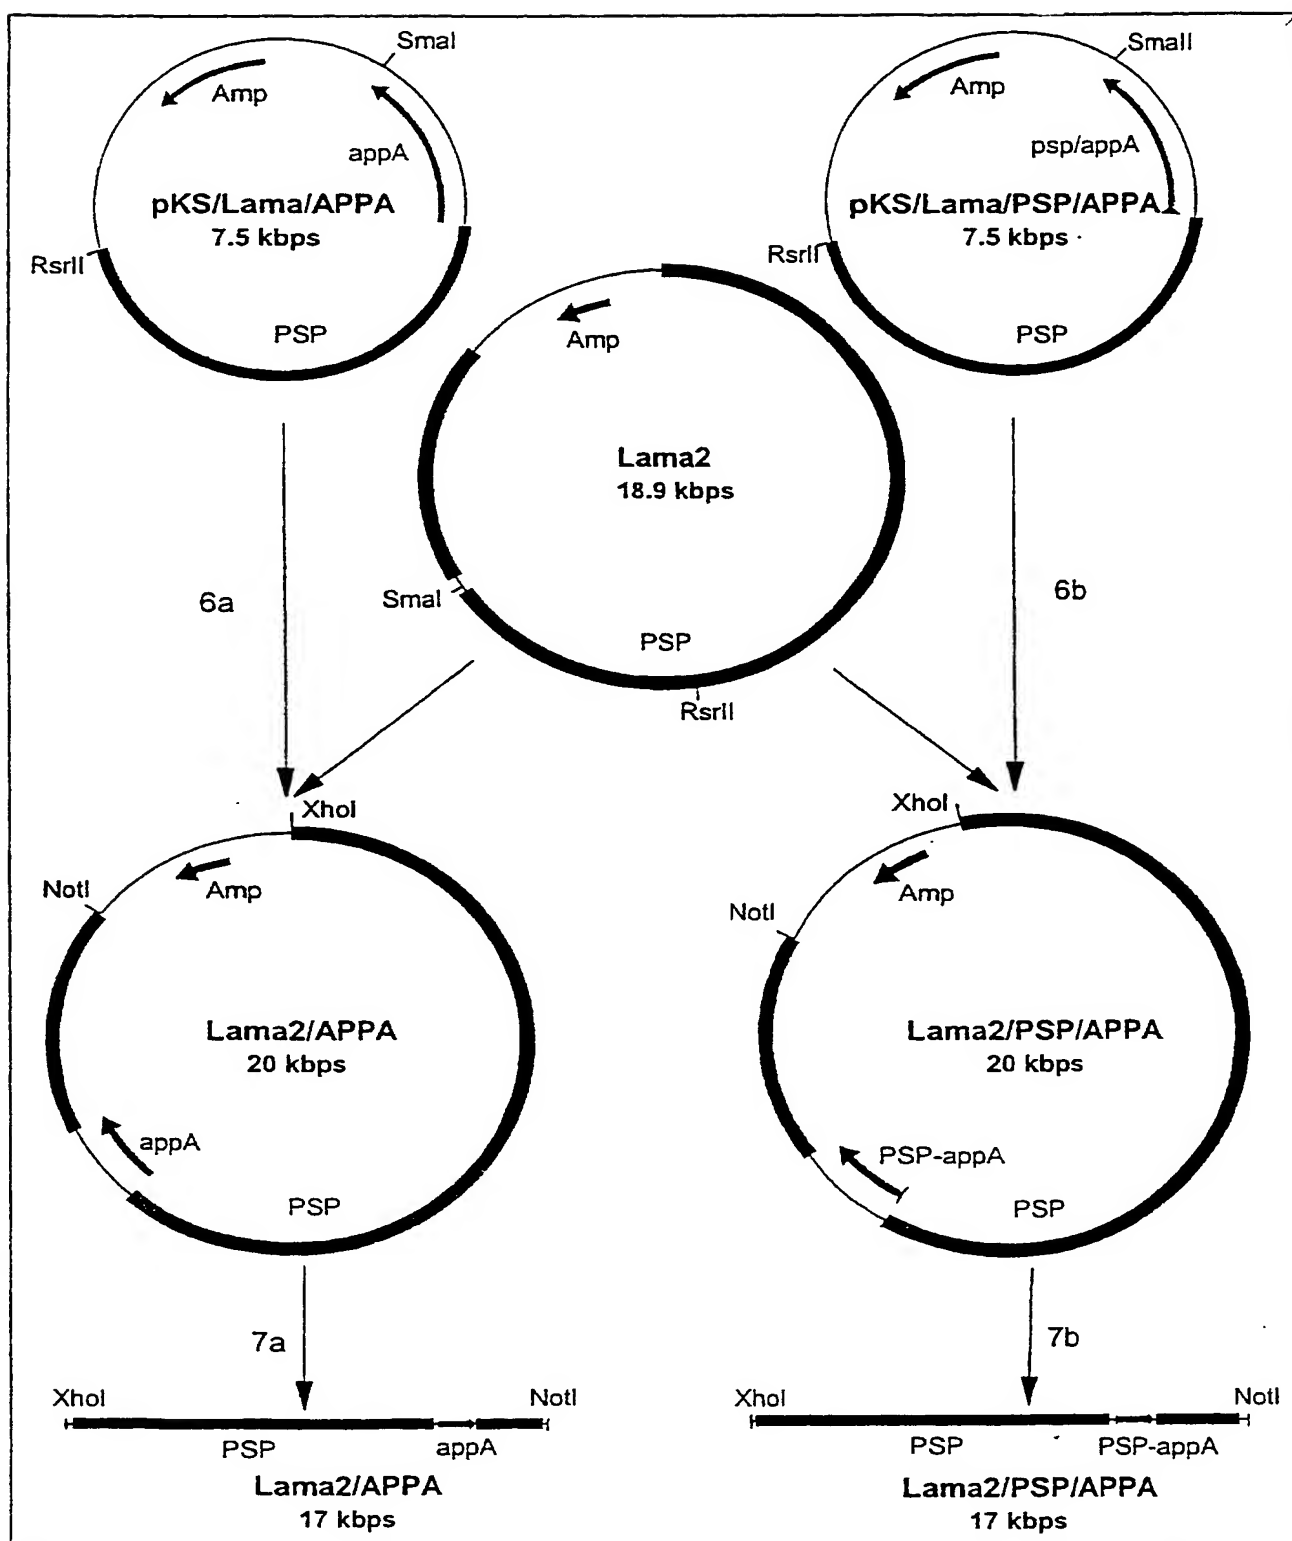 SmaI
Amp
appA
pKS/Lama/APPA
7.5 kbps
RsrII
PSP
SmaII
Amp
psp/appA
pKS/Lama/PSP/APPA
7.5 kbps
RsrII
PSP
Amp
Lama2
18.9 kbps
SmaI
PSP
RsrII
6a
6b
XhoI
NotI
Amp
Lama2/APPA
20 kbps
appA
PSP
XhoI
NotI
Amp
Lama2/PSP/APPA
20 kbps
PSP-appA
PSP
7a
7b
XhoI
NotI
PSP
appA
Lama2/APPA
17 kbps
XhoI
NotI
PSP
PSP-appA
Lama2/PSP/APPA
17 kbps